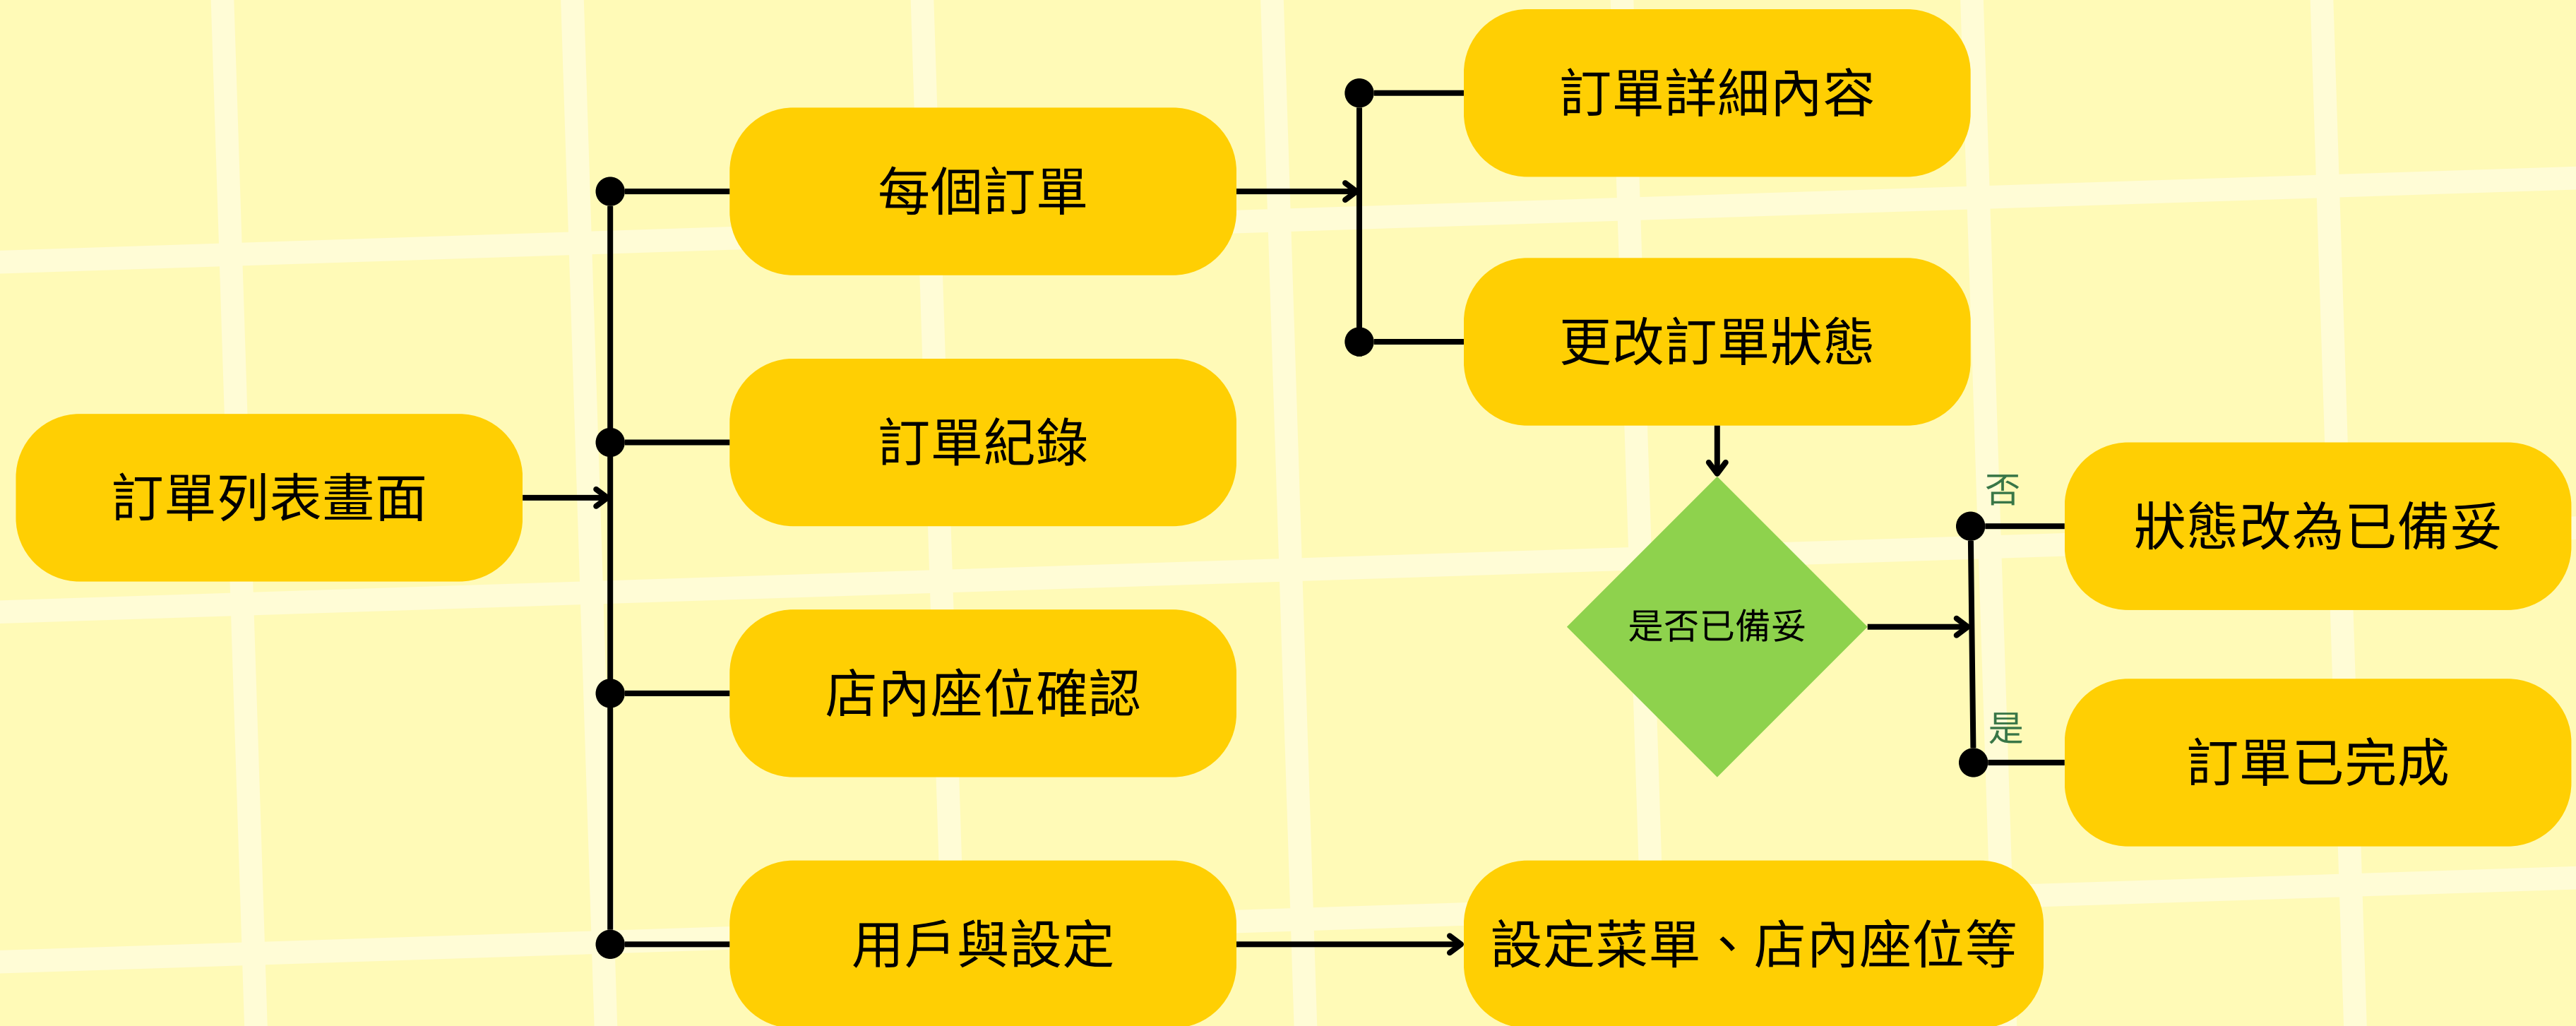 訂單列表畫面
每個訂單
訂單紀錄
店內座位確認
用戶與設定
訂單詳細內容
更改訂單狀態
是否已備妥
否
狀態改為已備妥
是
訂單已完成
設定菜單、店內座位等